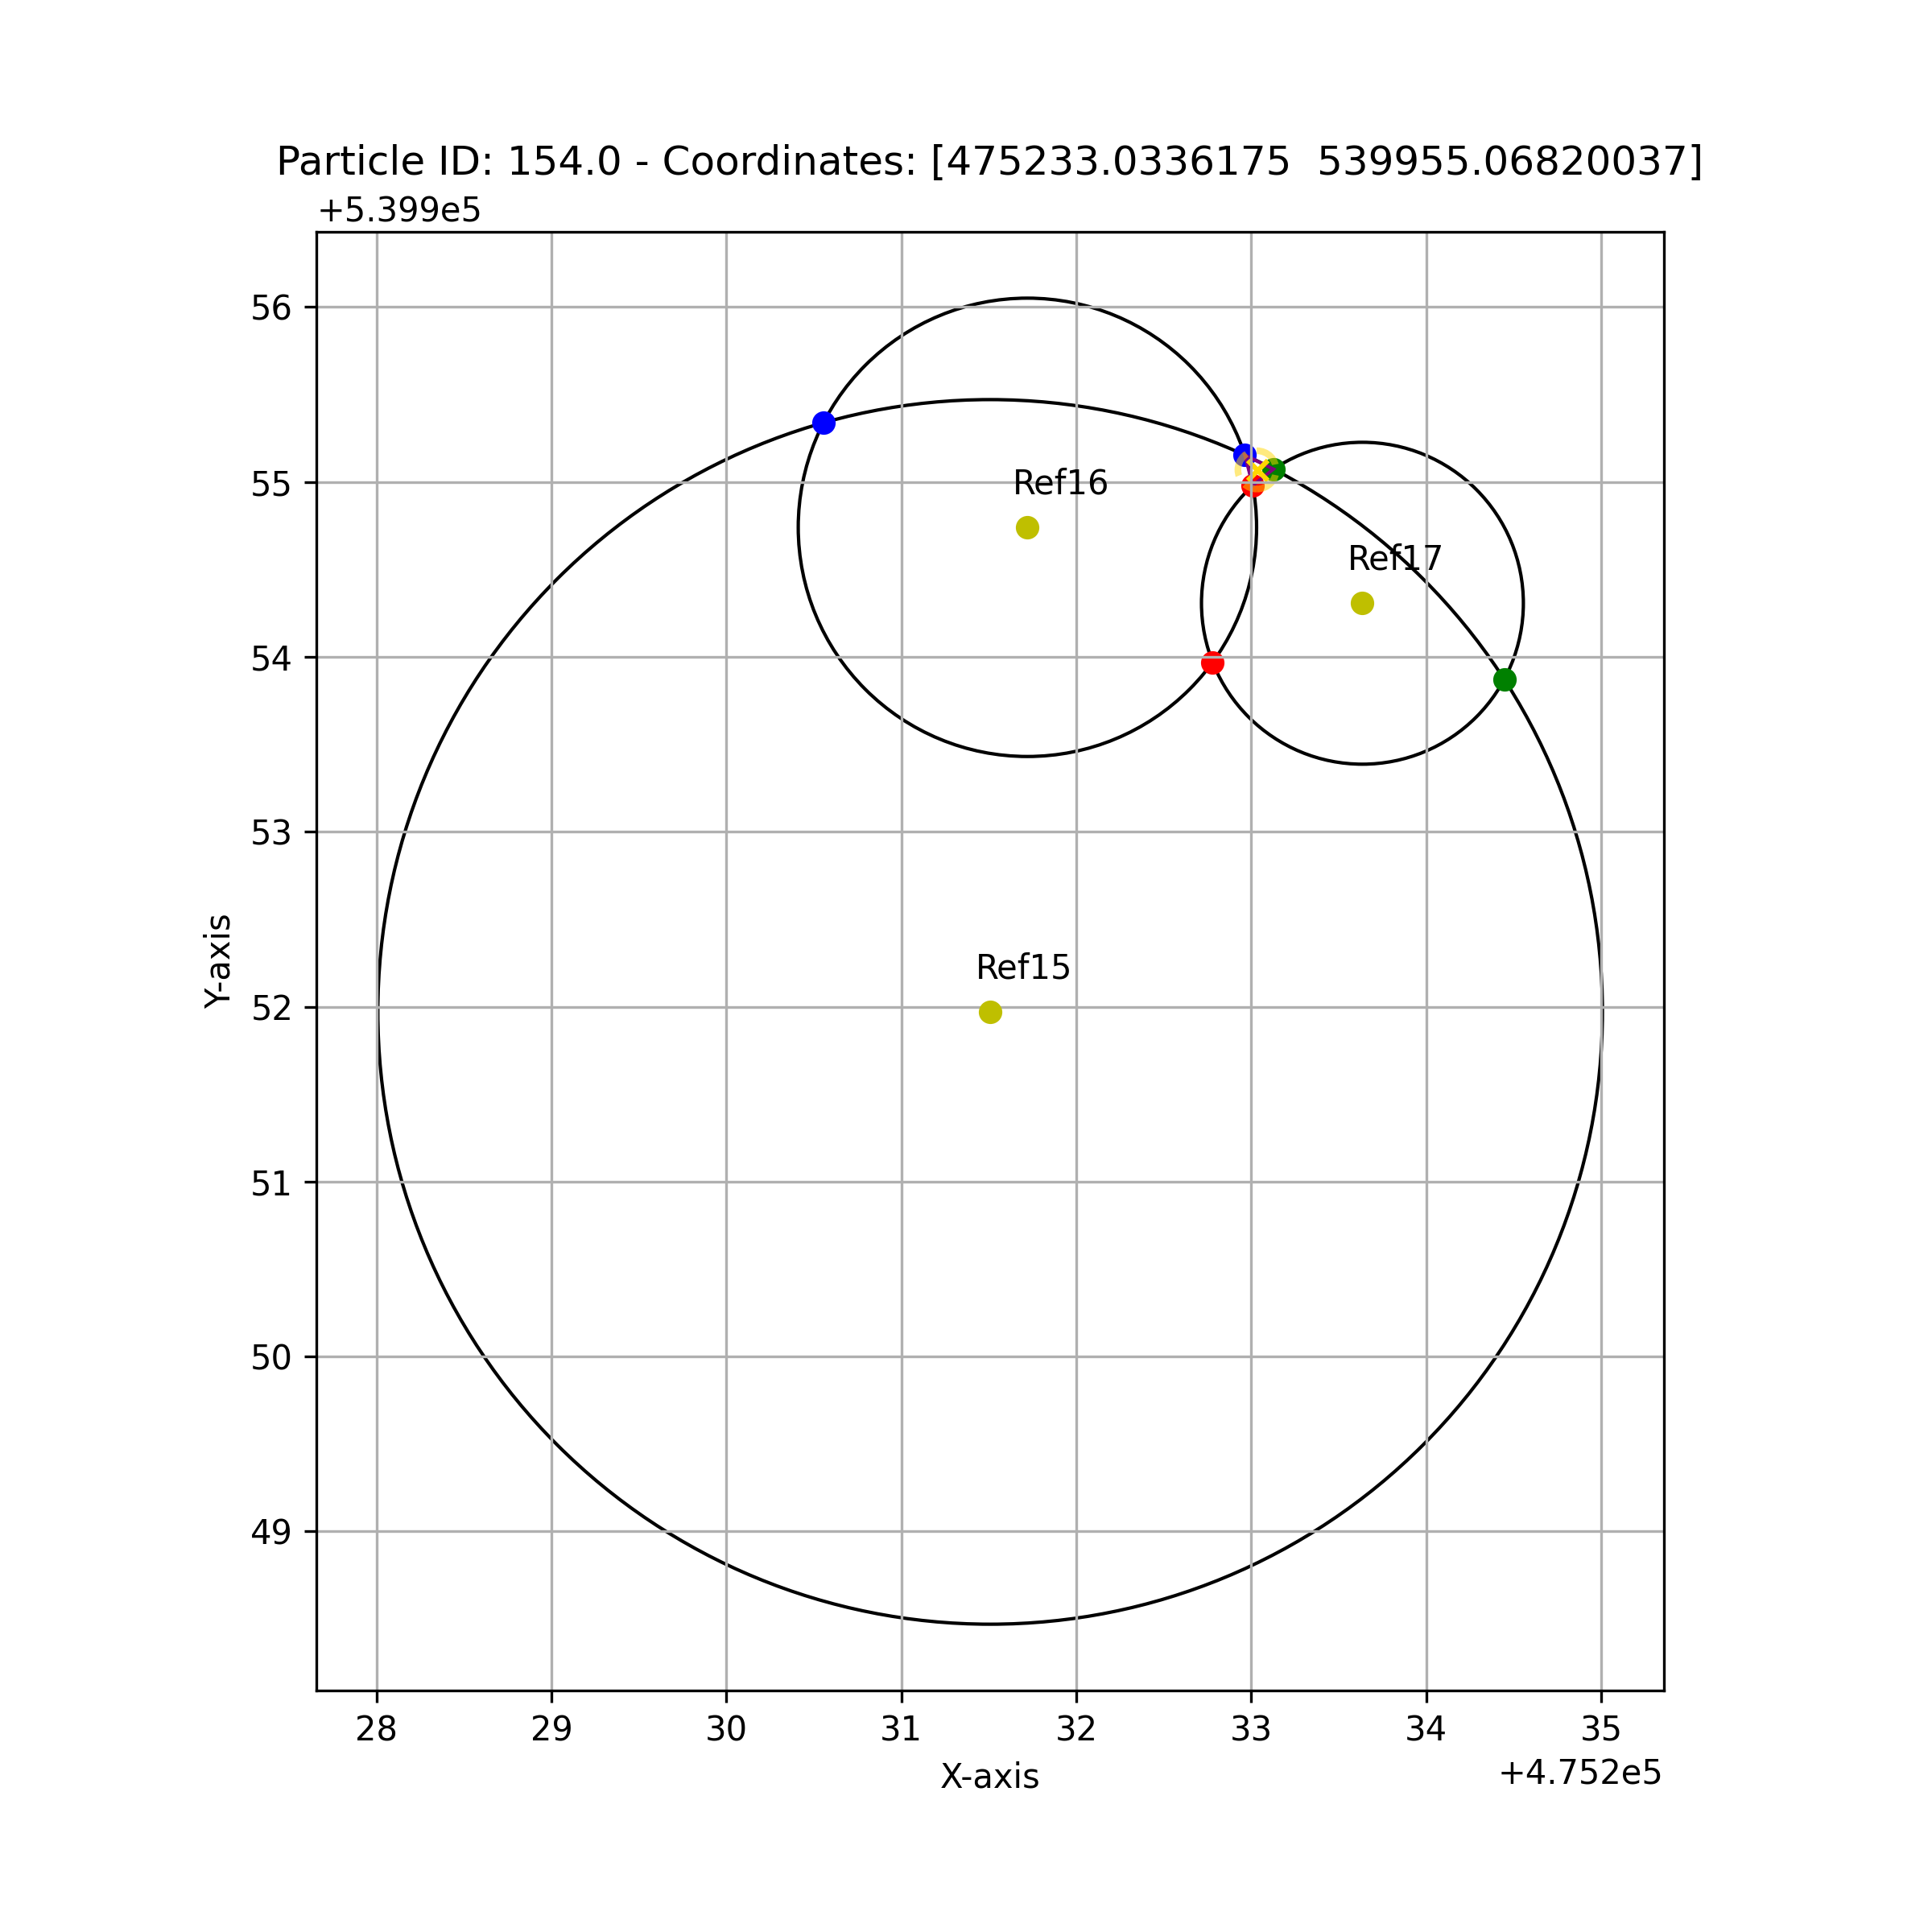 Particle ID: 154.0 - Coordinates: [475233.0336175  539955.06820037]
+5.399e5
56
55
54
53
52
51
50
49
Y-axis
Ref16
Ref17
Ref15
28 29 30 31 32 33 34 35
X-axis
+4.752e5